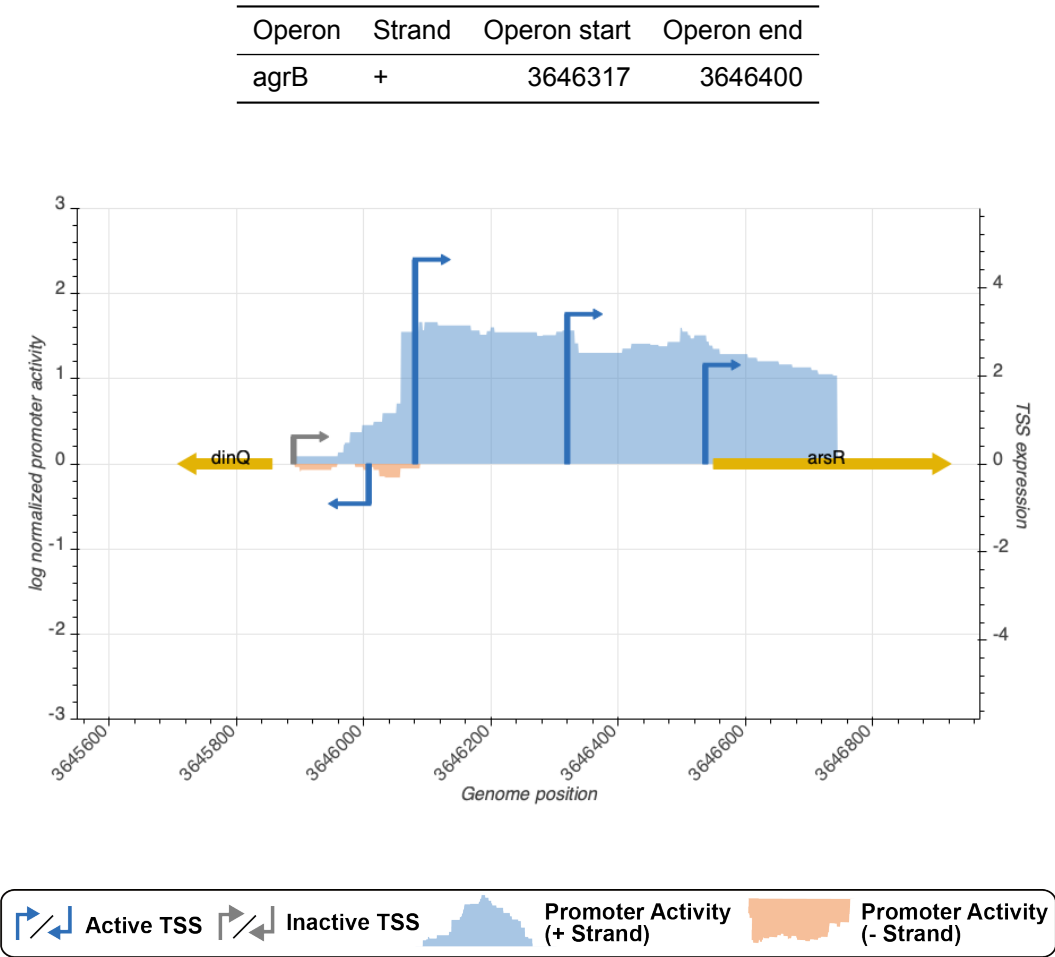 Operon Strand Operon start Operon end
agrB + 3646317 3646400
3
2
1
0
-1
-2
-3
log normalized promoter activity
4
2
0
-2
-4
TSS expression
dinQ
arsR
3645600 3645800 3646000 3646200 3646400 3646600 3646800
Genome position
Active TSS
Inactive TSS
Promoter Activity
(+ Strand)
Promoter Activity
(- Strand)